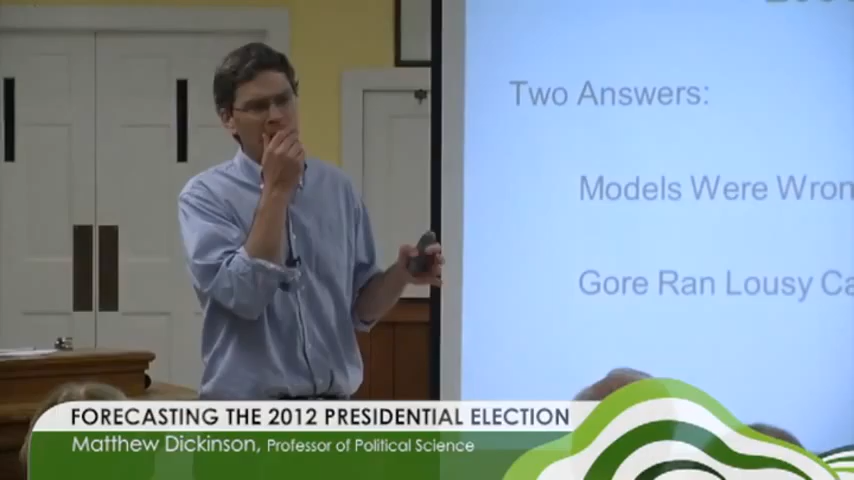 Two Answers:
Models Were Wron
Gore Ran Lousy Ca
FORECASTING THE 2012 PRESIDENTIAL ELECTION
Matthew Dickinson, Professor of Political Science